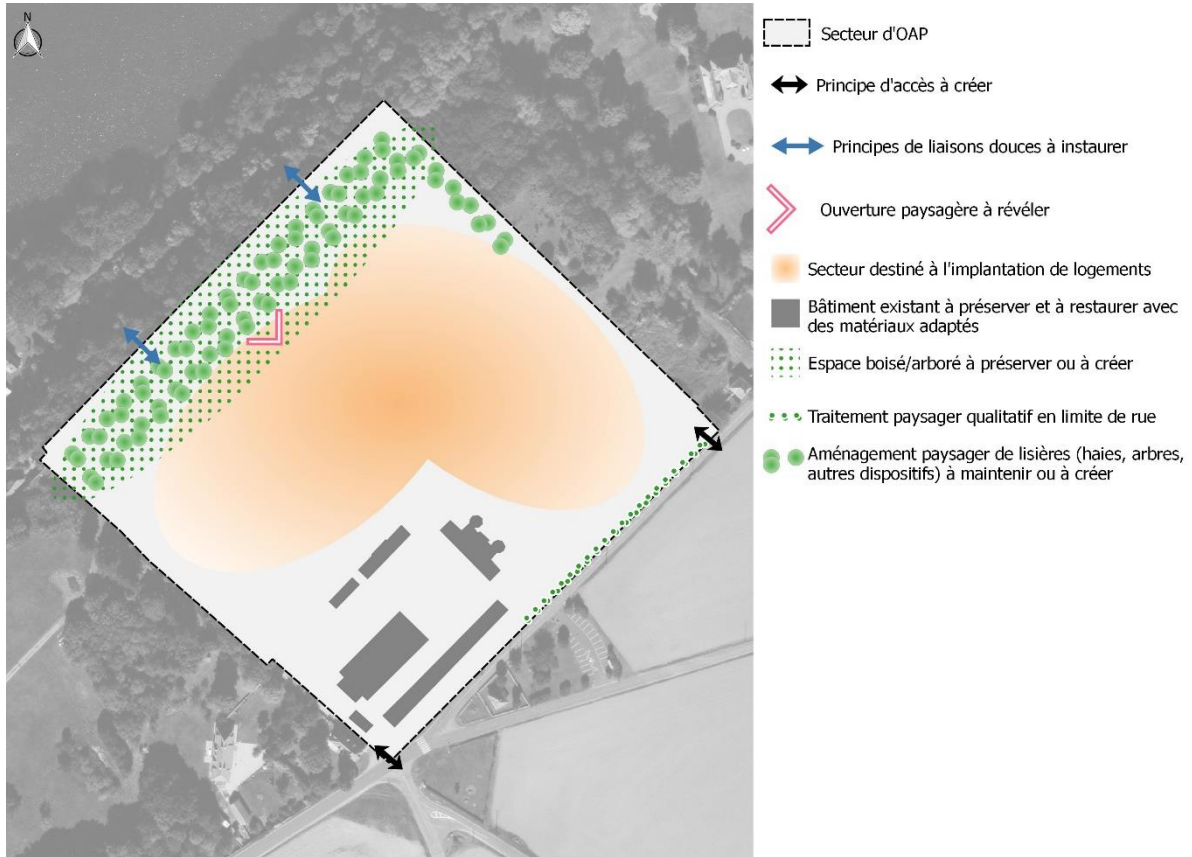 N
Secteur d'OAP
Principe d'accès à créer
Principes de liaisons douces à instaurer
Ouverture paysagère à révéler
Secteur destiné à l'implantation de logements
Bâtiment existant à préserver et à restaurer avec
des matériaux adaptés
Espace boisé/arboré à préserver ou à créer
Traitement paysager qualitatif en limite de rue
Aménagement paysager de lisières (haies, arbres,
autres dispositifs) à maintenir ou à créer